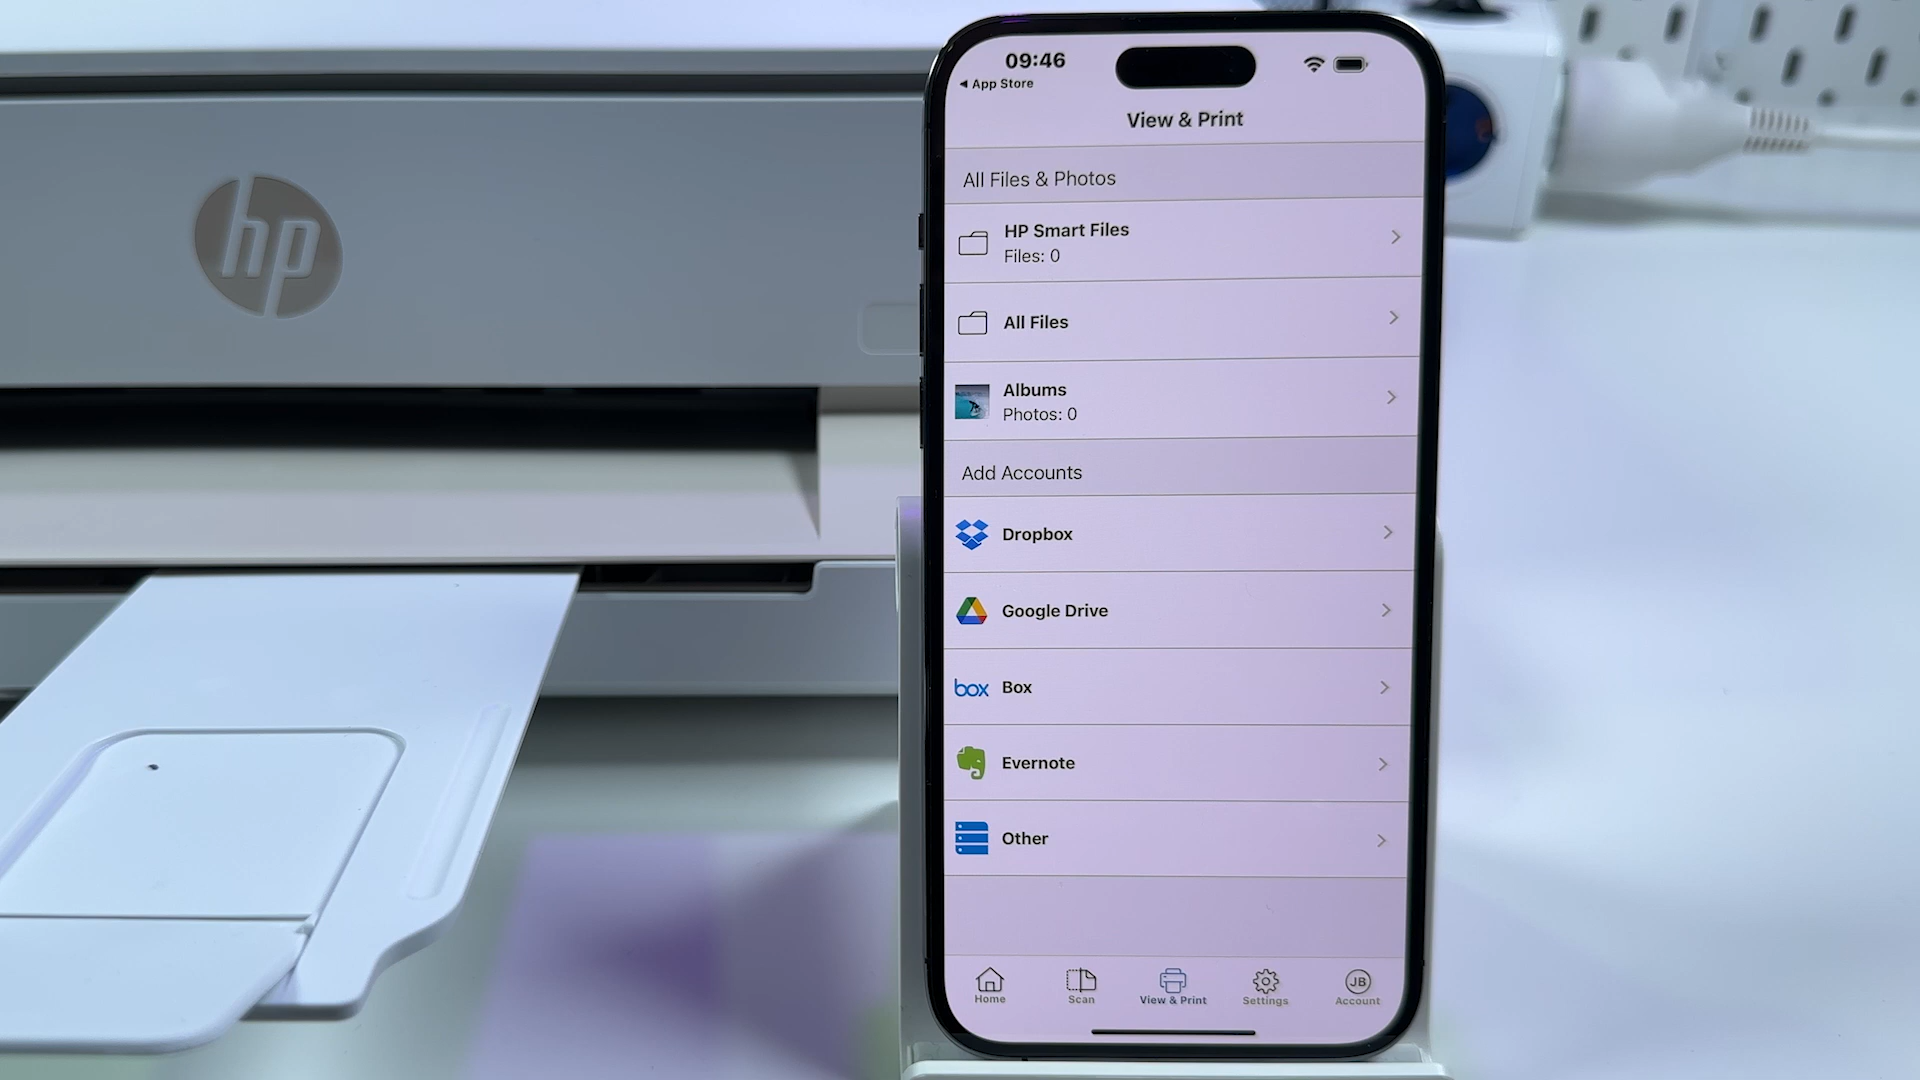 hp
09:46
App Store
View & Print
All Files & Photos
HP Smart Files
Files: 0
All Files
Albums
Photos: 0
Add Accounts
Dropbox
Google Drive
box Box
Evernote
Other
Home Scan View & Print Settings JB Account